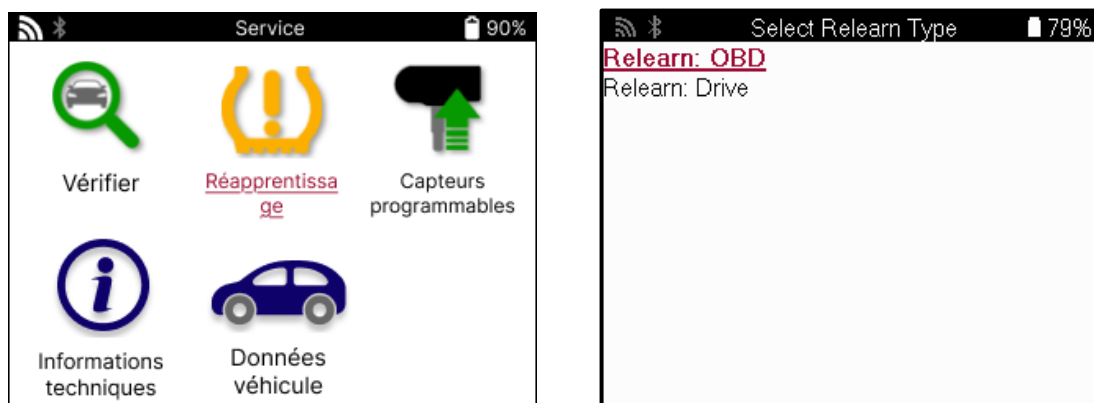 Service 90%
Vérifier
Réapprentissa
ge
Capteurs
programmables
Informations
techniques
Données
véhicule
Select Relearn Type 79%
Relearn: OBD
Relearn: Drive